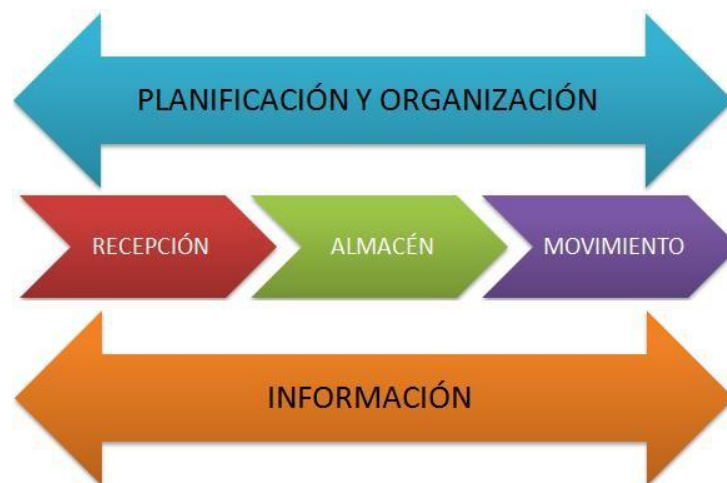 PLANIFICACIÓN Y ORGANIZACIÓN
RECEPCIÓN
ALMACÉN
MOVIMIENTO
INFORMACIÓN